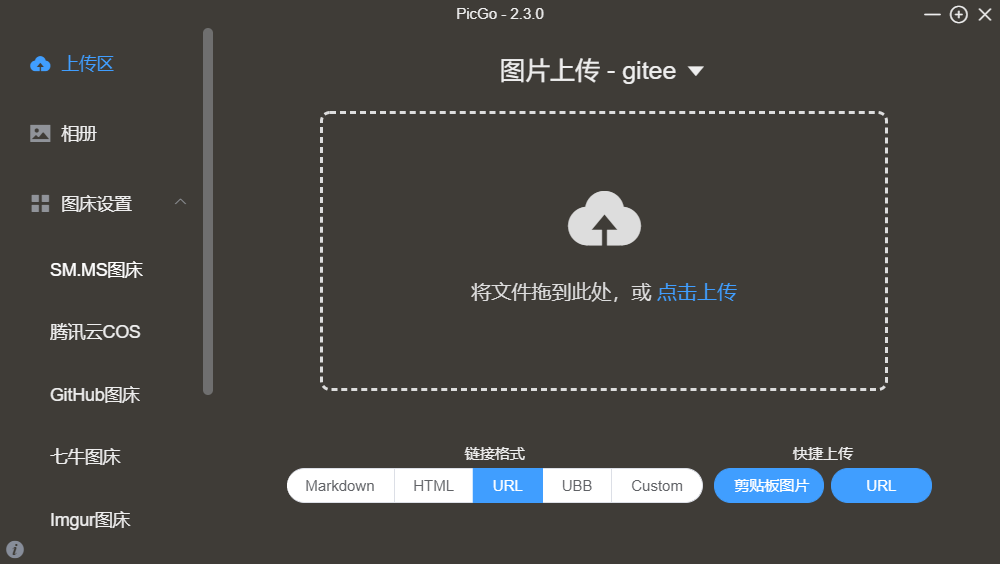 PicGo - 2.3.0
上传区
相册
图床设置
SM.MS图床
腾讯云COS
GitHub图床
七牛图床
Imgur图床
图片上传 - gitee
将文件拖到此处，或 点击上传
链接格式
Markdown HTML URL UBB Custom
快捷上传
剪贴板图片 URL